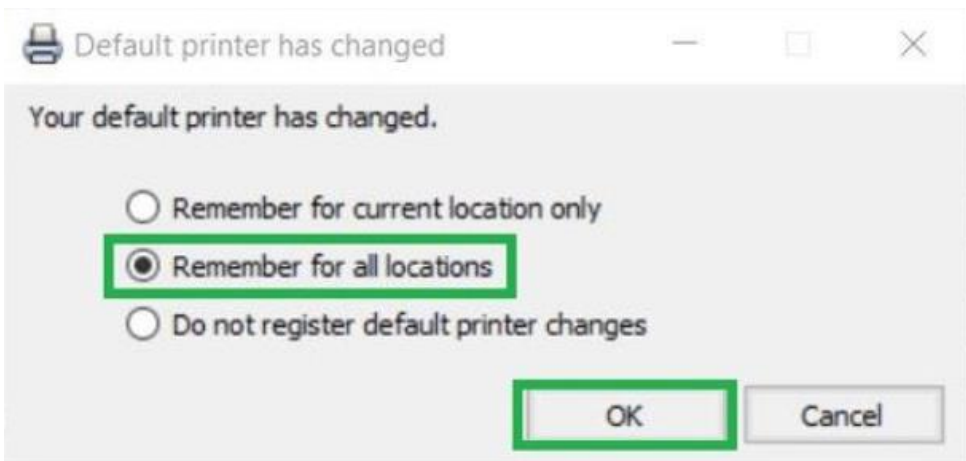 Default printer has changed
Your default printer has changed.
Remember for current location only
Remember for all locations
Do not register default printer changes
OK Cancel